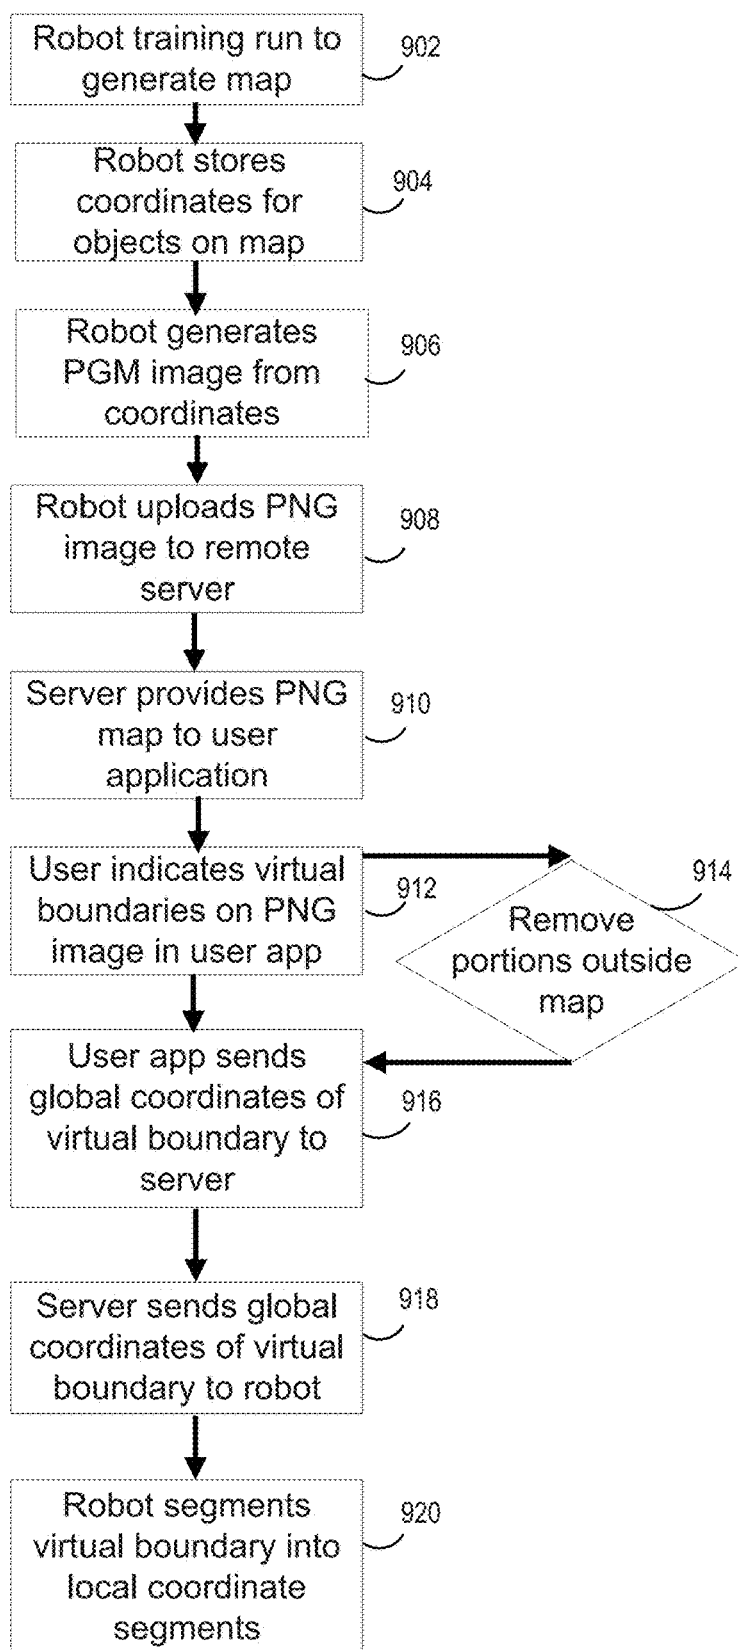 Robot training run to
generate map
902
Robot stores
coordinates for
objects on map
904
Robot generates
PGM image from
coordinates
906
Robot uploads PNG
image to remote
server
908
Server provides PNG
map to user
application
910
User indicates virtual
boundaries on PNG
image in user app
912
Remove
portions outside
map
914
User app sends
global coordinates of
virtual boundary to
server
916
Server sends global
coordinates of virtual
boundary to robot
918
Robot segments
virtual boundary into
local coordinate
segments
920